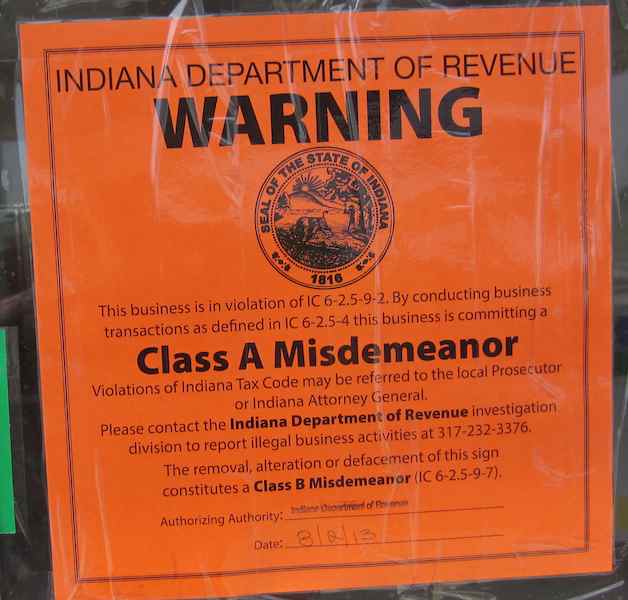 INDIANA DEPARTMENT OF REVENUE
WARNING
SEAL OF THE STATE OF INDIANA
1816
This business is in violation of IC 6-2.5-9-2. By conducting business
transactions as defined in IC 6-2.5-4 this business is committing a
Class A Misdemeanor
Violations of Indiana Tax Code may be referred to the local Prosecutor
or Indiana Attorney General.
Please contact the Indiana Department of Revenue investigation
division to report illegal business activities at 317-232-3376.
The removal, alteration or defacement of this sign
constitutes a Class B Misdemeanor (IC 6-2.5-9-7).
Authorizing Authority: Indiana Department of Revenue
Date: 8/2/13